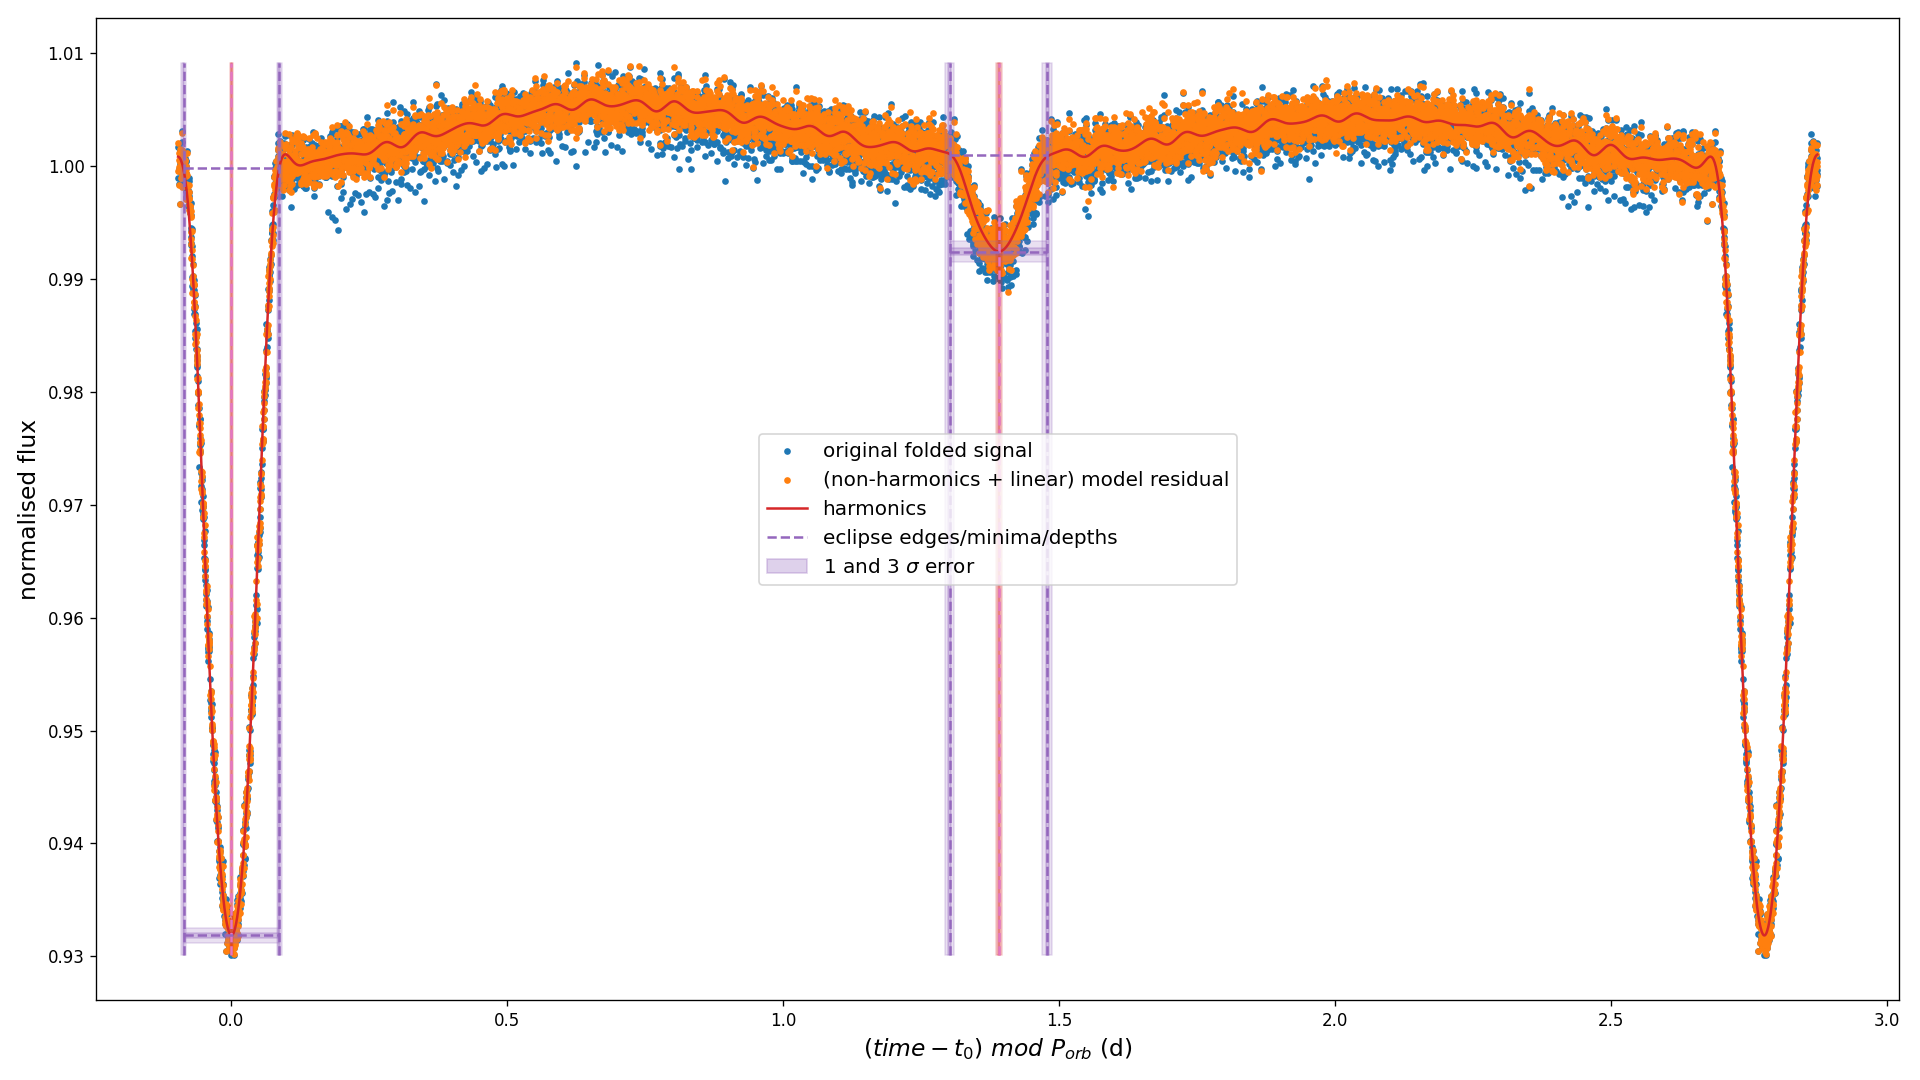 normalised flux
1.01
1.00
0.99
0.98
0.97
0.96
0.95
0.94
0.93
original folded signal
(non-harmonics + linear) model residual
harmonics
eclipse edges/minima/depths
1 and 3 σ error
0.0 0.5 1.0 1.5 2.0 2.5 3.0
(time − t₀) mod Pₒᵣb (d)